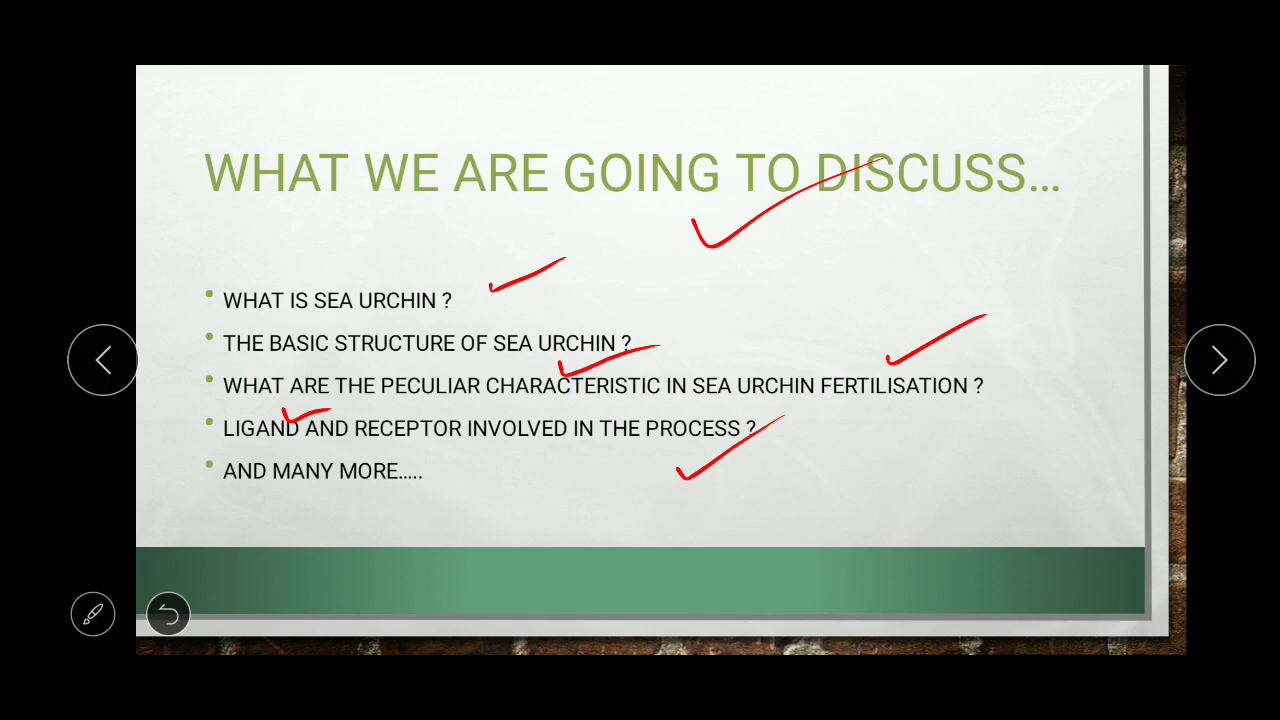 WHAT WE ARE GOING TO DISCUSS...
• WHAT IS SEA URCHIN ?
• THE BASIC STRUCTURE OF SEA URCHIN ?
• WHAT ARE THE PECULIAR CHARACTERISTIC IN SEA URCHIN FERTILISATION ?
• LIGAND AND RECEPTOR INVOLVED IN THE PROCESS ?
• AND MANY MORE.....